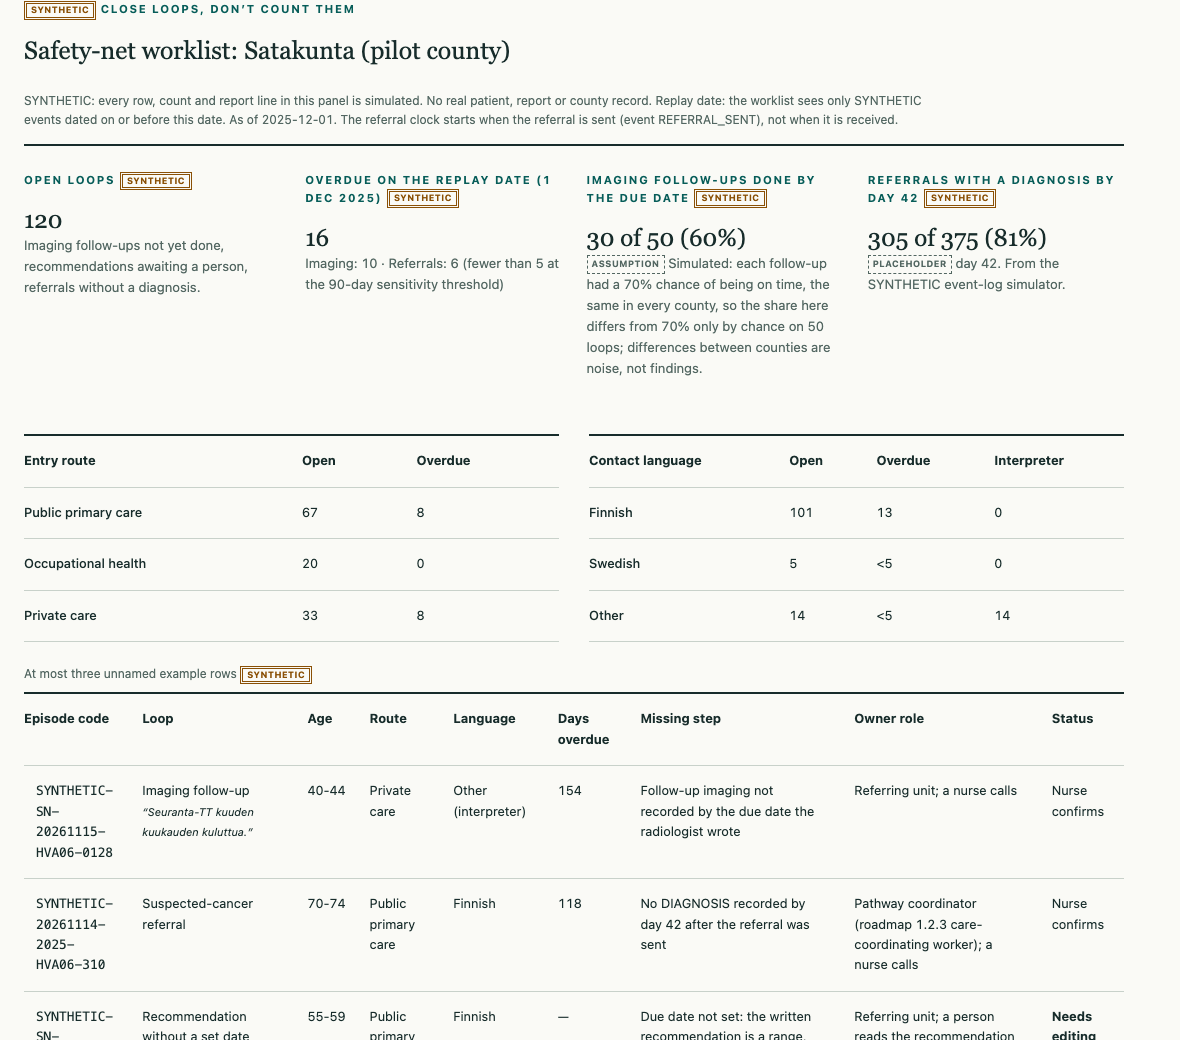 SYNTHETIC CLOSE LOOPS, DON'T COUNT THEM
Safety-net worklist: Satakunta (pilot county)
SYNTHETIC: every row, count and report line in this panel is simulated. No real patient, report or county record. Replay date: the worklist sees only SYNTHETIC
events dated on or before this date. As of 2025-12-01. The referral clock starts when the referral is sent (event REFERRAL_SENT), not when it is received.
OPEN LOOPS SYNTHETIC
120
Imaging follow-ups not yet done,
recommendations awaiting a person,
referrals without a diagnosis.
OVERDUE ON THE REPLAY DATE (1
DEC 2025) SYNTHETIC
16
Imaging: 10 · Referrals: 6 (fewer than 5 at
the 90-day sensitivity threshold)
IMAGING FOLLOW-UPS DONE BY
THE DUE DATE SYNTHETIC
30 of 50 (60%)
ASSUMPTION Simulated: each follow-up
had a 70% chance of being on time, the
same in every county, so the share here
differs from 70% only by chance on 50
loops; differences between counties are
noise, not findings.
REFERRALS WITH A DIAGNOSIS BY
DAY 42 SYNTHETIC
305 of 375 (81%)
PLACEHOLDER day 42. From the
SYNTHETIC event-log simulator.
Entry route Open Overdue
Public primary care 67 8
Occupational health 20 0
Private care 33 8
Contact language Open Overdue Interpreter
Finnish 101 13 0
Swedish 5 <5 0
Other 14 <5 14
At most three unnamed example rows SYNTHETIC
Episode code Loop Age Route Language Days overdue Missing step Owner role Status
SYNTHETIC-
SN-
20261115-
HVA06-0128
Imaging follow-up
"Seuranta-TT kuuden
kuukauden kuluttua."
40-44
Private
care
Other
(interpreter)
154
Follow-up imaging not
recorded by the due date the
radiologist wrote
Referring unit; a nurse calls
Nurse
confirms
SYNTHETIC-
20261114-
2025-
HVA06-310
Suspected-cancer
referral
70-74
Public
primary
care
Finnish
118
No DIAGNOSIS recorded by
day 42 after the referral was
sent
Pathway coordinator
(roadmap 1.2.3 care-
coordinating worker); a
nurse calls
Nurse
confirms
SYNTHETIC-
SN-
Recommendation
without a set date
55-59
Public
primary
Finnish
—
Due date not set: the written
recommendation is a range.
Referring unit; a person
reads the recommendation
Needs
editing